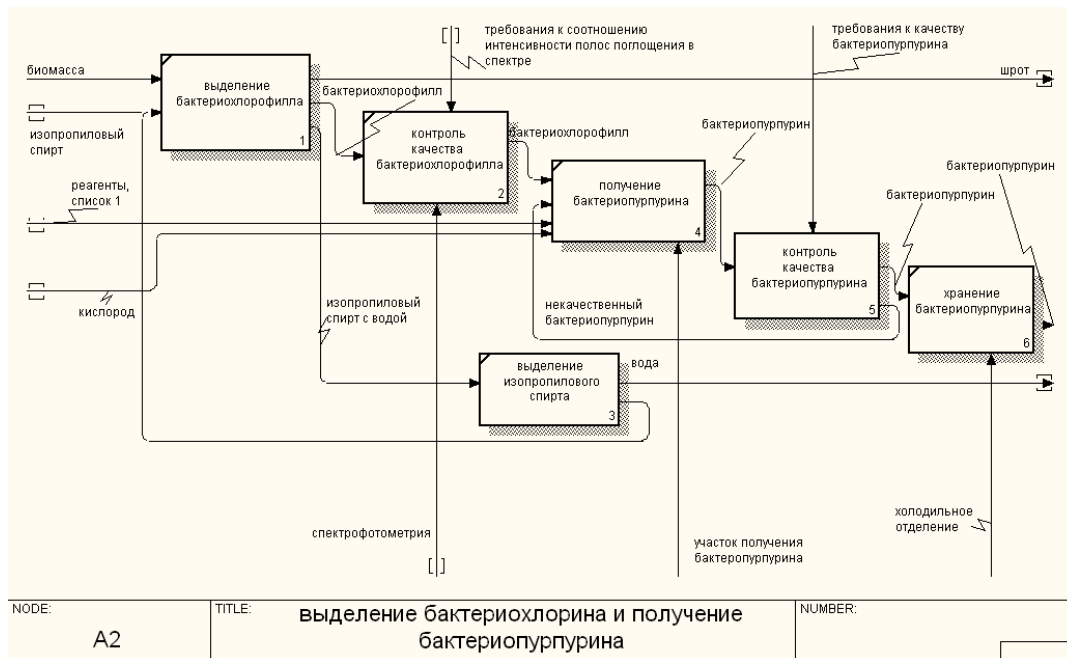 требования к соотношению
интенсивности полос поглощения в
спектре
требования к качеству
бактериопурпурина
биомасса
выделение
бактериохлорофилла
1
шрот
бактериохлорофилл
изопропиловый
спирт
контроль
качества
бактериохлорофилла
2
бактериохлорофилл
бактериопурпурин
бактериопурпурин
реагенты,
список 1
получение
бактериопурпурина
4
бактериопурпурин
контроль
качества
бактериопурпурина
5
хранение
бактериопурпурина
6
кислород
изопропиловый
спирт с водой
некачественный
бактериопурпурин
выделение
изопропилового
спирта
3
вода
спектрофотометрия
участок получения
бактеропурпурина
холодильное
отделение
NODE:
A2
TITLE:
выделение бактериохлорина и получение
бактериопурпурина
NUMBER: